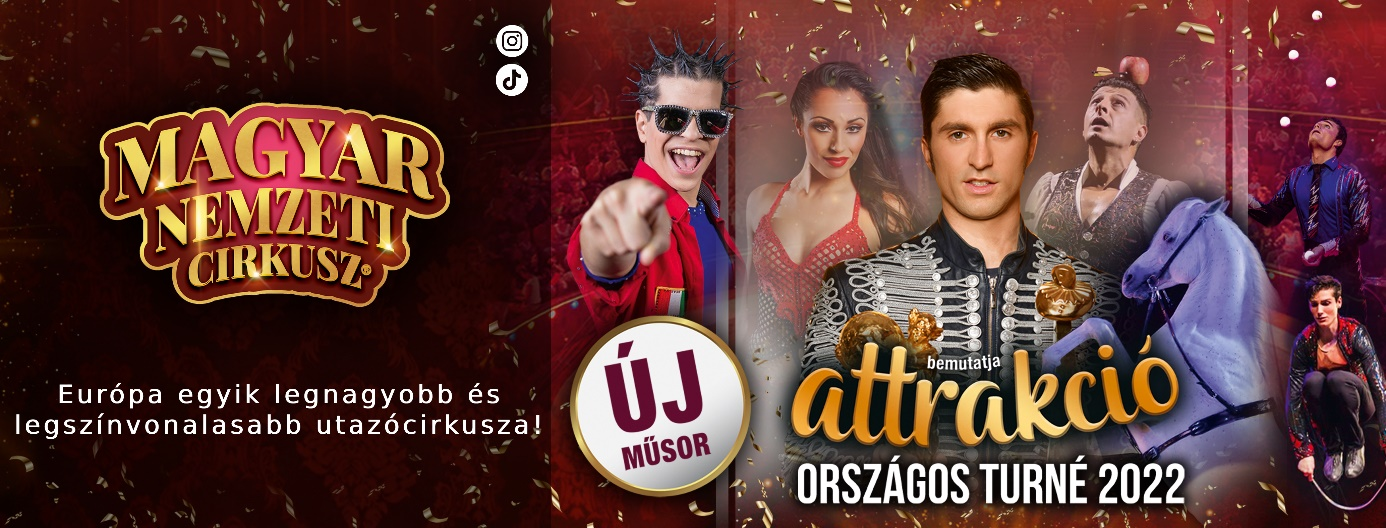 MAGYAR
NEMZETI
CIRKUSZ®
Európa egyik legnagyobb és
legszínvonalasabb utazócirkusza!
ÚJ
MŰSOR
bemutatja
attrakció
ORSZÁGOS TURNÉ 2022